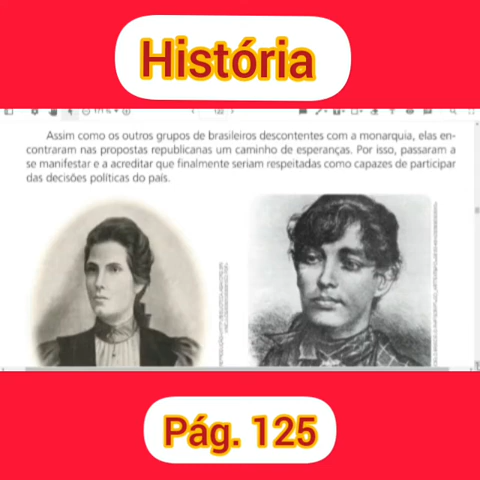 História
Assim como os outros grupos de brasileiros descontentes com a monarquia, elas en-
contraram nas propostas republicanas um caminho de esperanças. Por isso, passaram a
se manifestar e a acreditar que finalmente seriam respeitadas como capazes de participar
das decisões políticas do país.
Pág. 125